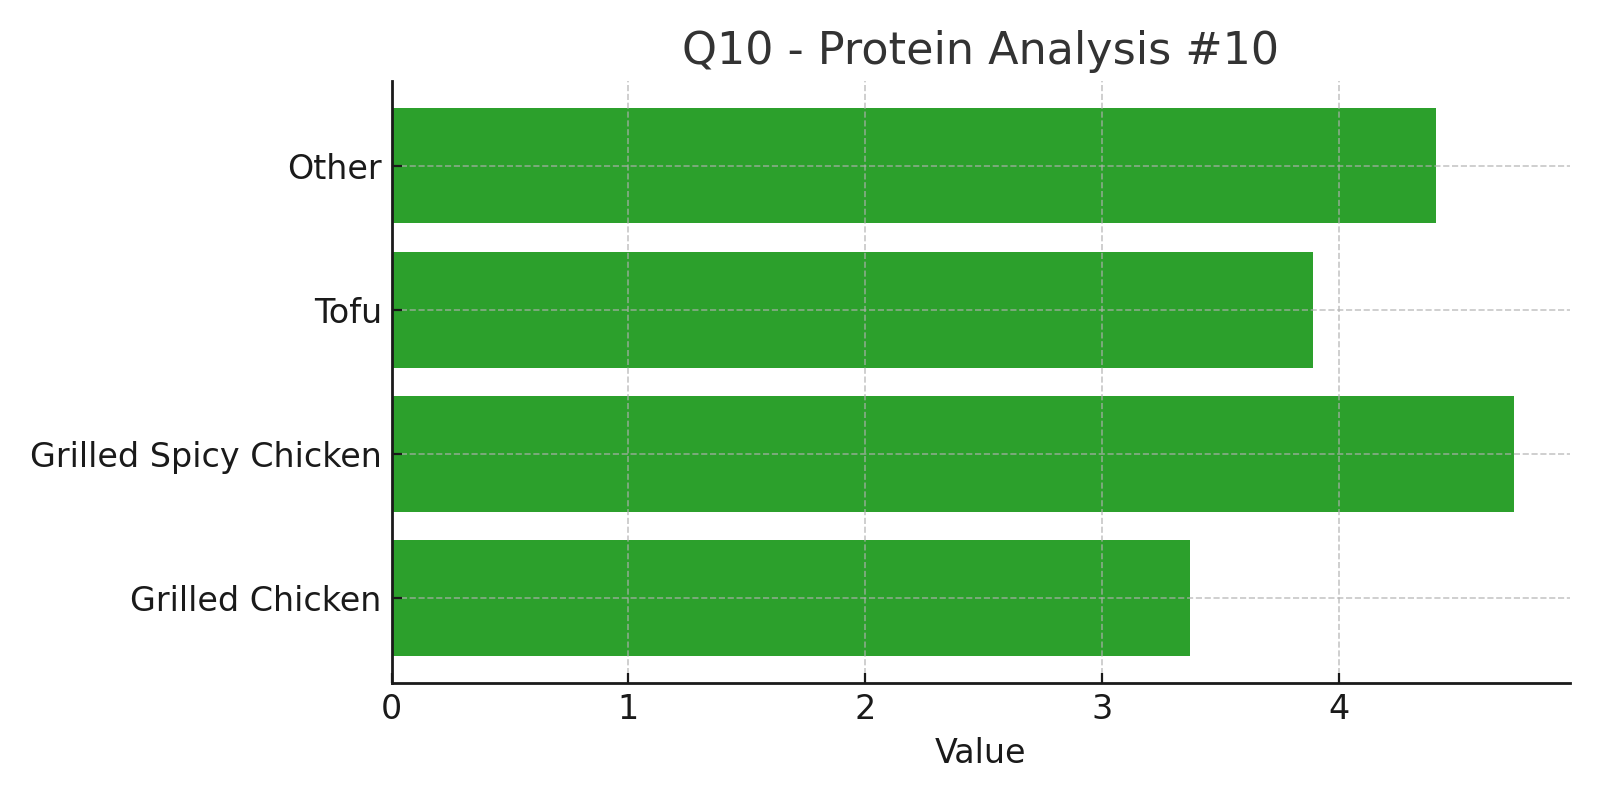 Q10 - Protein Analysis #10
Other
Tofu
Grilled Spicy Chicken
Grilled Chicken
0 1 2 3 4
Value